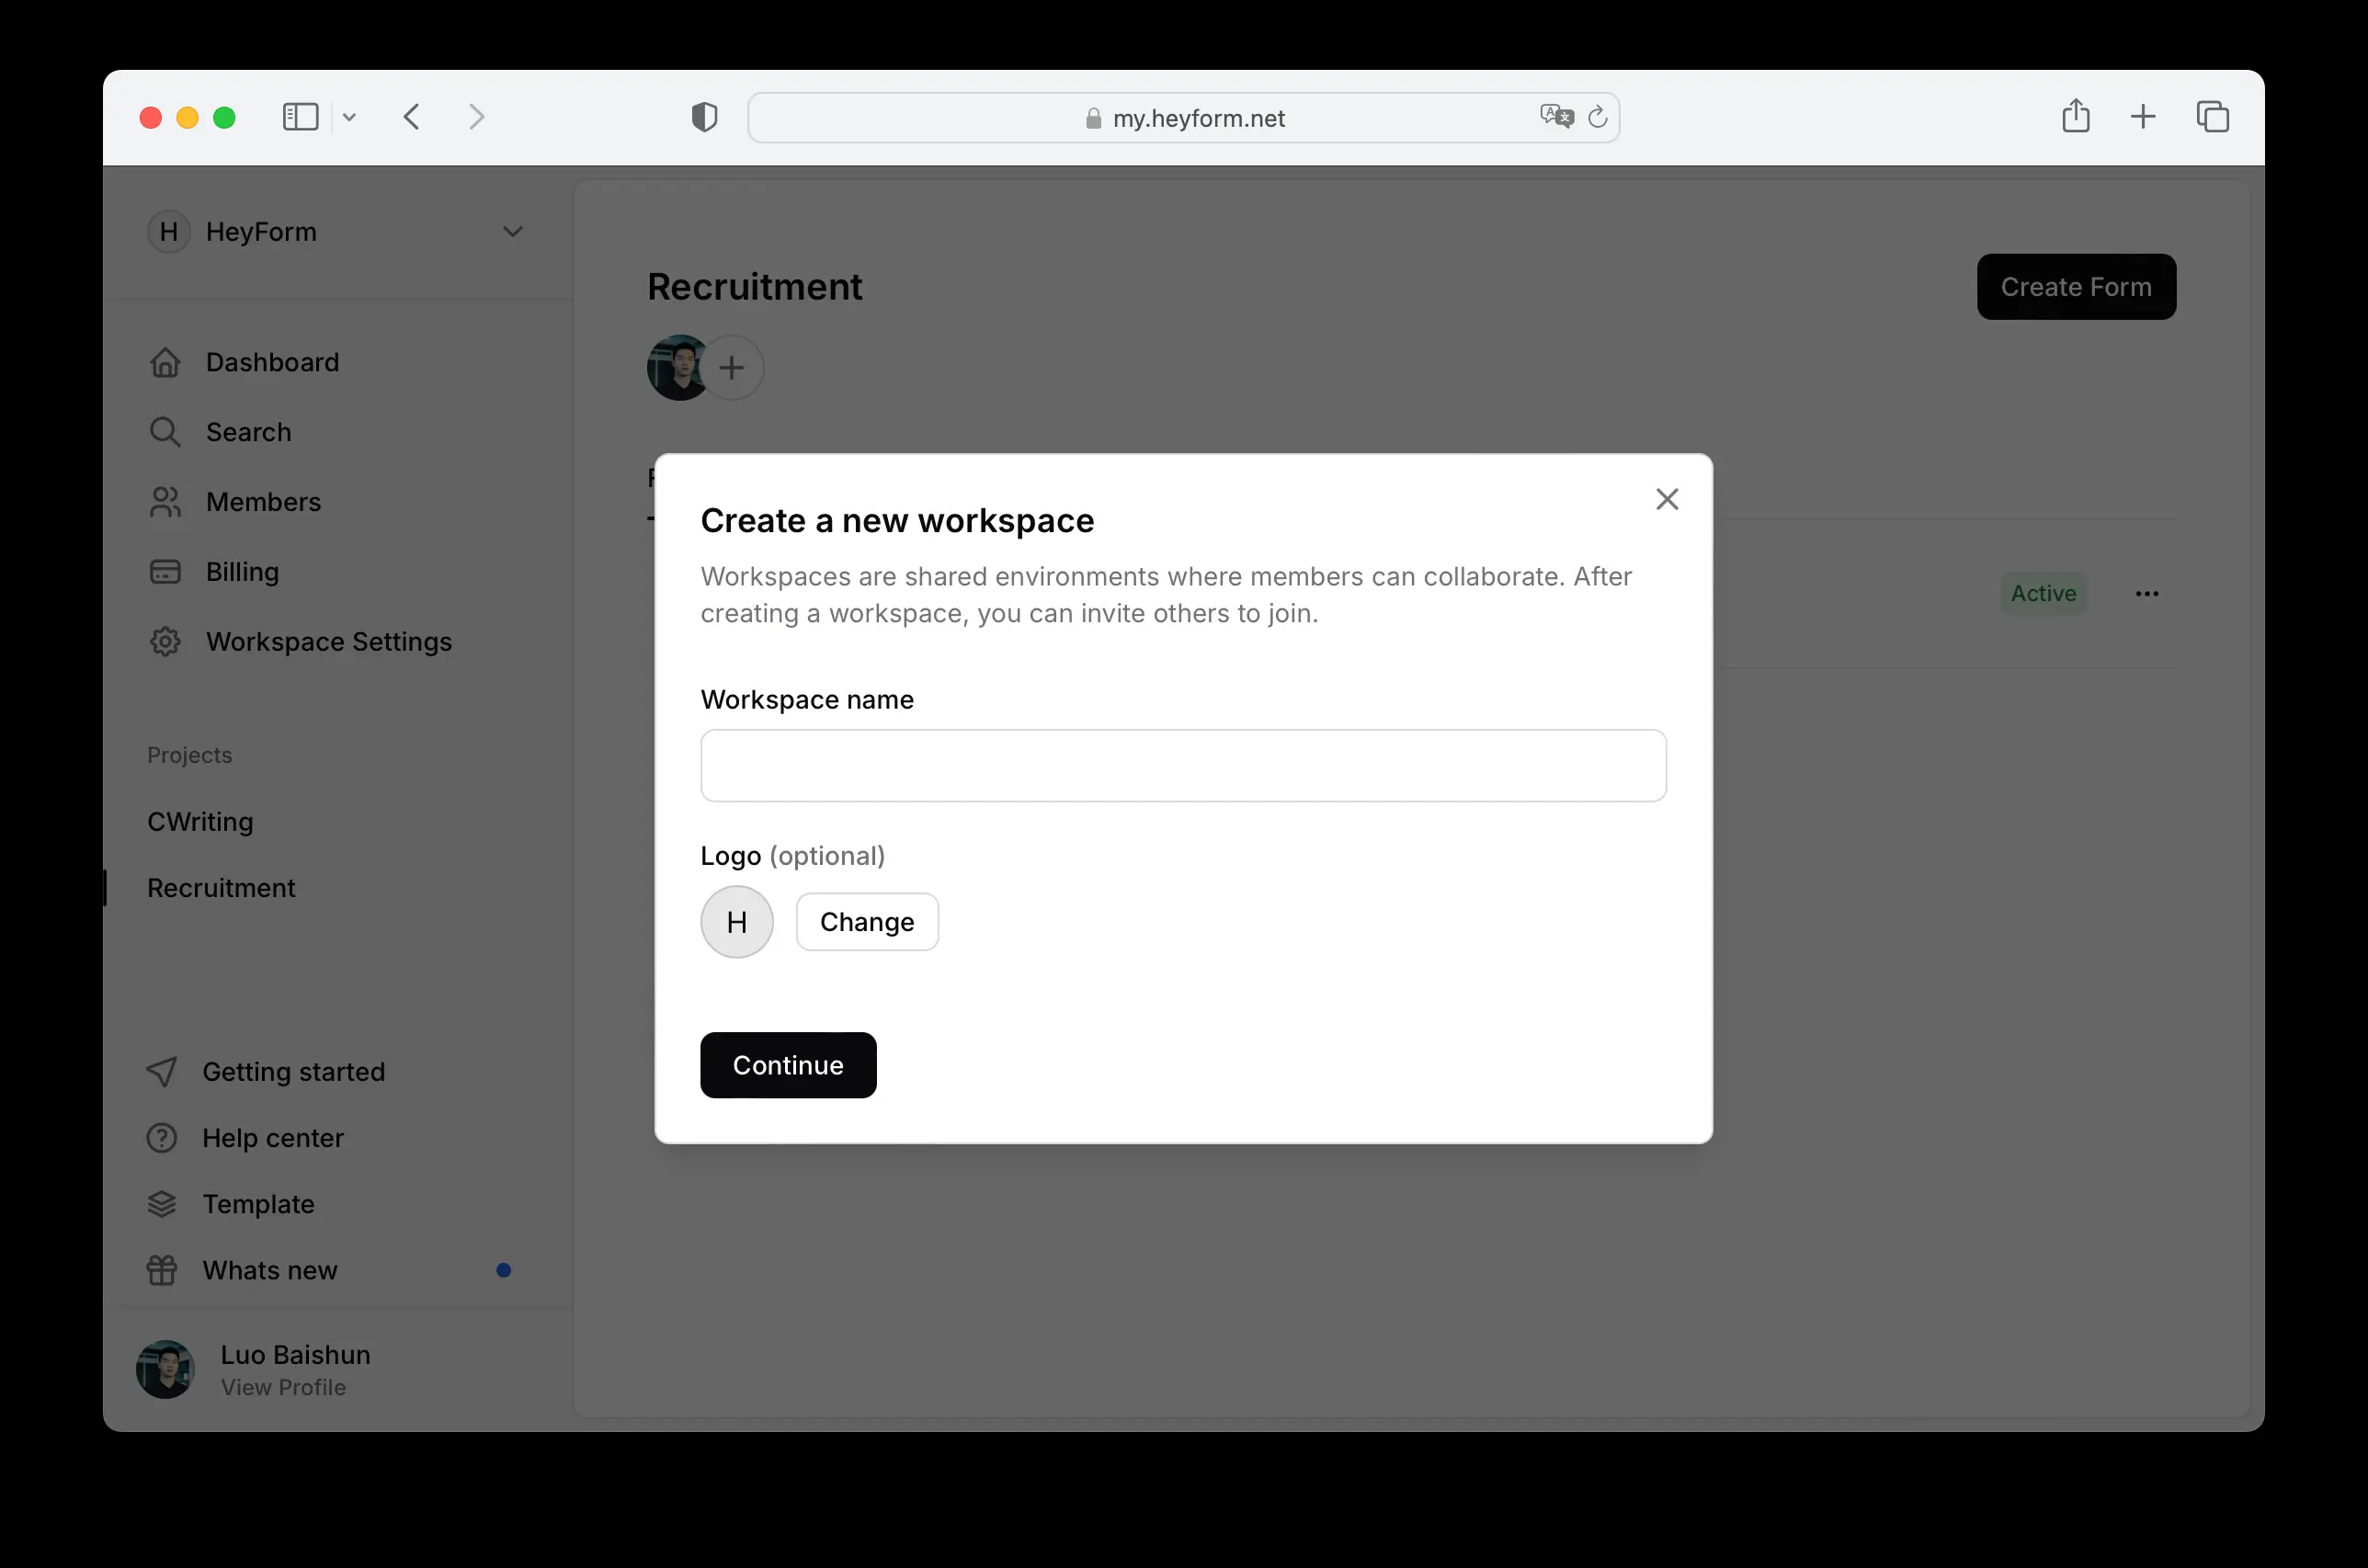 my.heyform.net
H HeyForm
Dashboard
Search
Members
Billing
Workspace Settings
Projects
CWriting
Recruitment
Getting started
Help center
Template
Whats new
Luo Baishun
View Profile
Recruitment
Create Form
Active
Create a new workspace
Workspaces are shared environments where members can collaborate. After
creating a workspace, you can invite others to join.
Workspace name
Logo (optional)
H Change
Continue